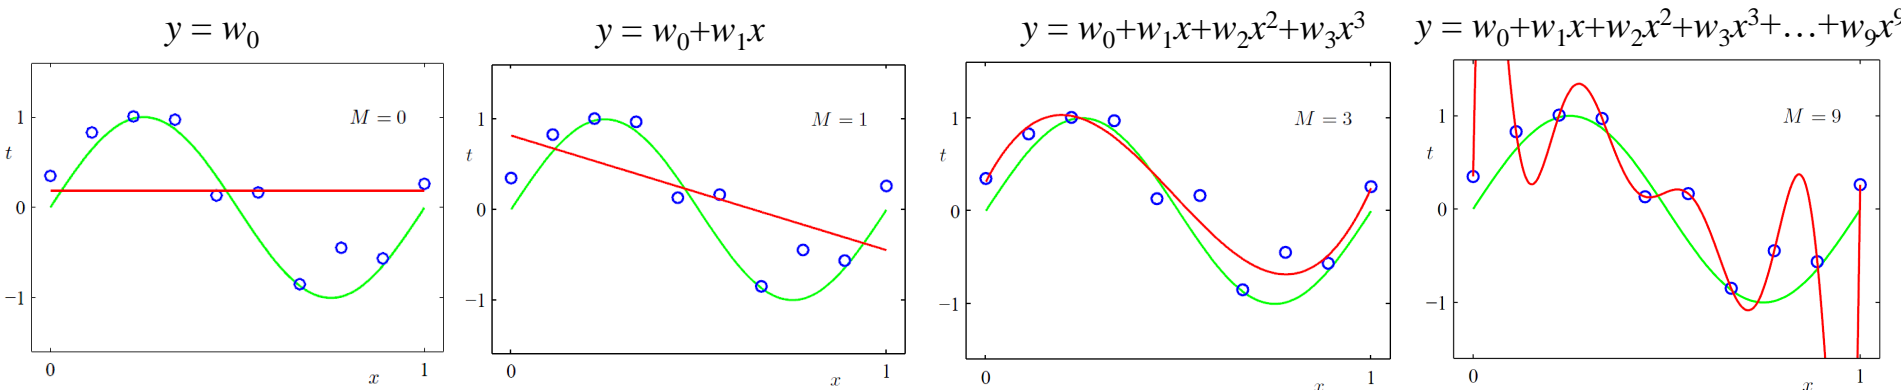 y = w₀
y = w₀+w₁x
y = w₀+w₁x+w₂x²+w₃x³
y = w₀+w₁x+w₂x²+w₃x³+…+w₉x⁹
1
t
0
−1
M = 0
0
x
1
1
t
0
−1
M = 1
0
x
1
1
t
0
−1
M = 3
0
x
1
1
t
0
−1
M = 9
0
x
1